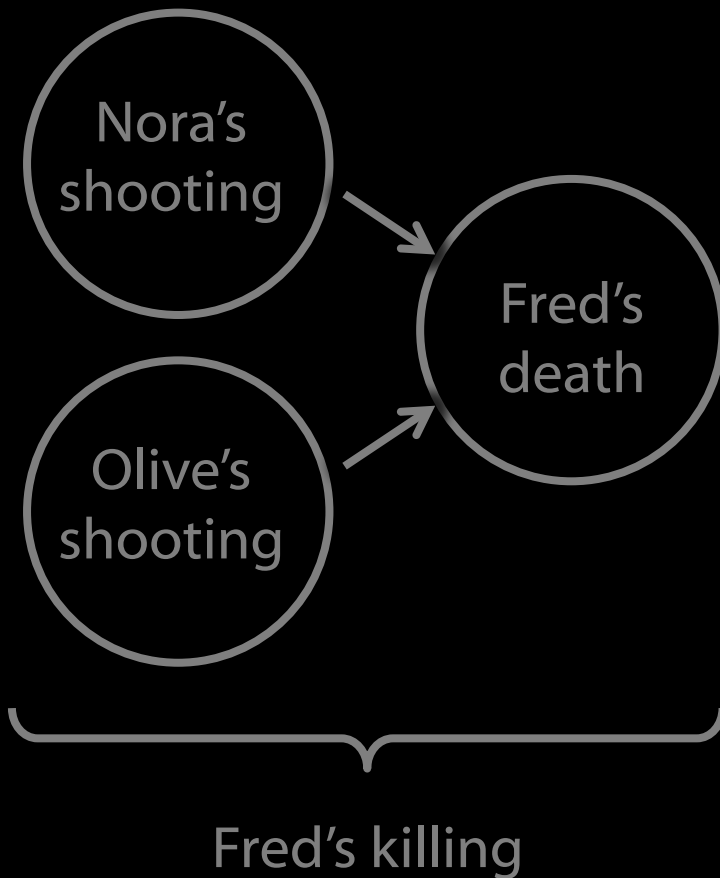 Nora’s
shooting
Fred’s
death
Olive’s
shooting
Fred’s killing